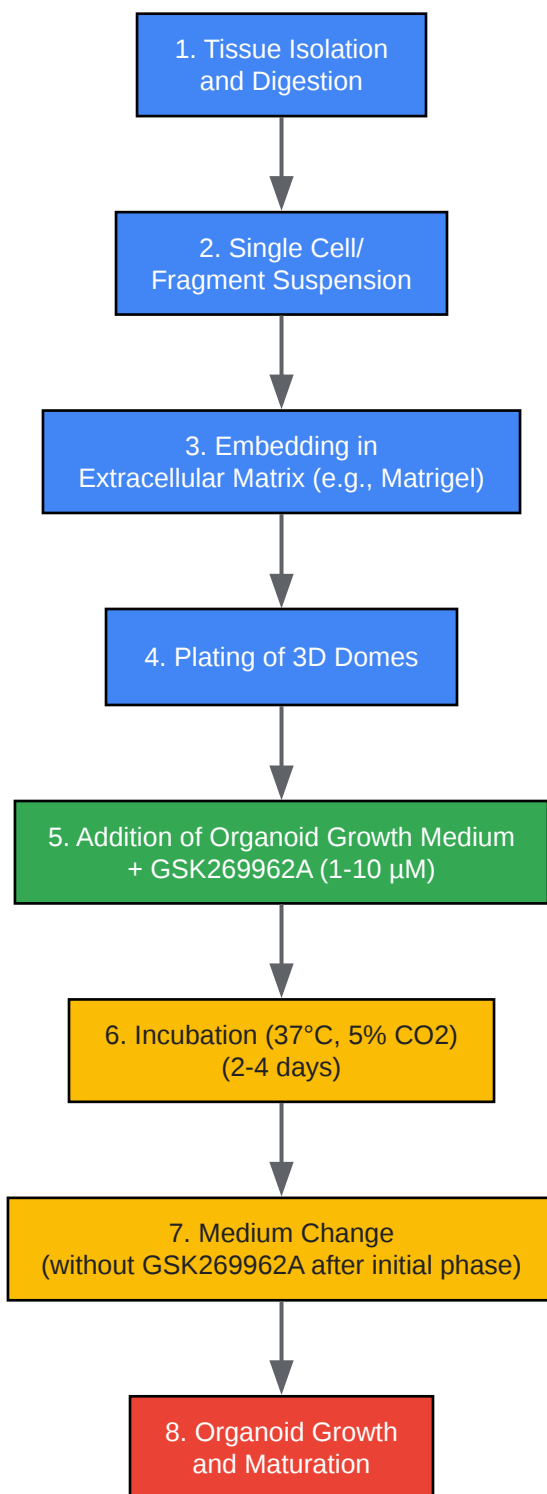 1. Tissue Isolation
and Digestion
2. Single Cell/
Fragment Suspension
3. Embedding in
Extracellular Matrix (e.g., Matrigel)
4. Plating of 3D Domes
5. Addition of Organoid Growth Medium
+ GSK269962A (1-10 µM)
6. Incubation (37°C, 5% CO2)
(2-4 days)
7. Medium Change
(without GSK269962A after initial phase)
8. Organoid Growth
and Maturation